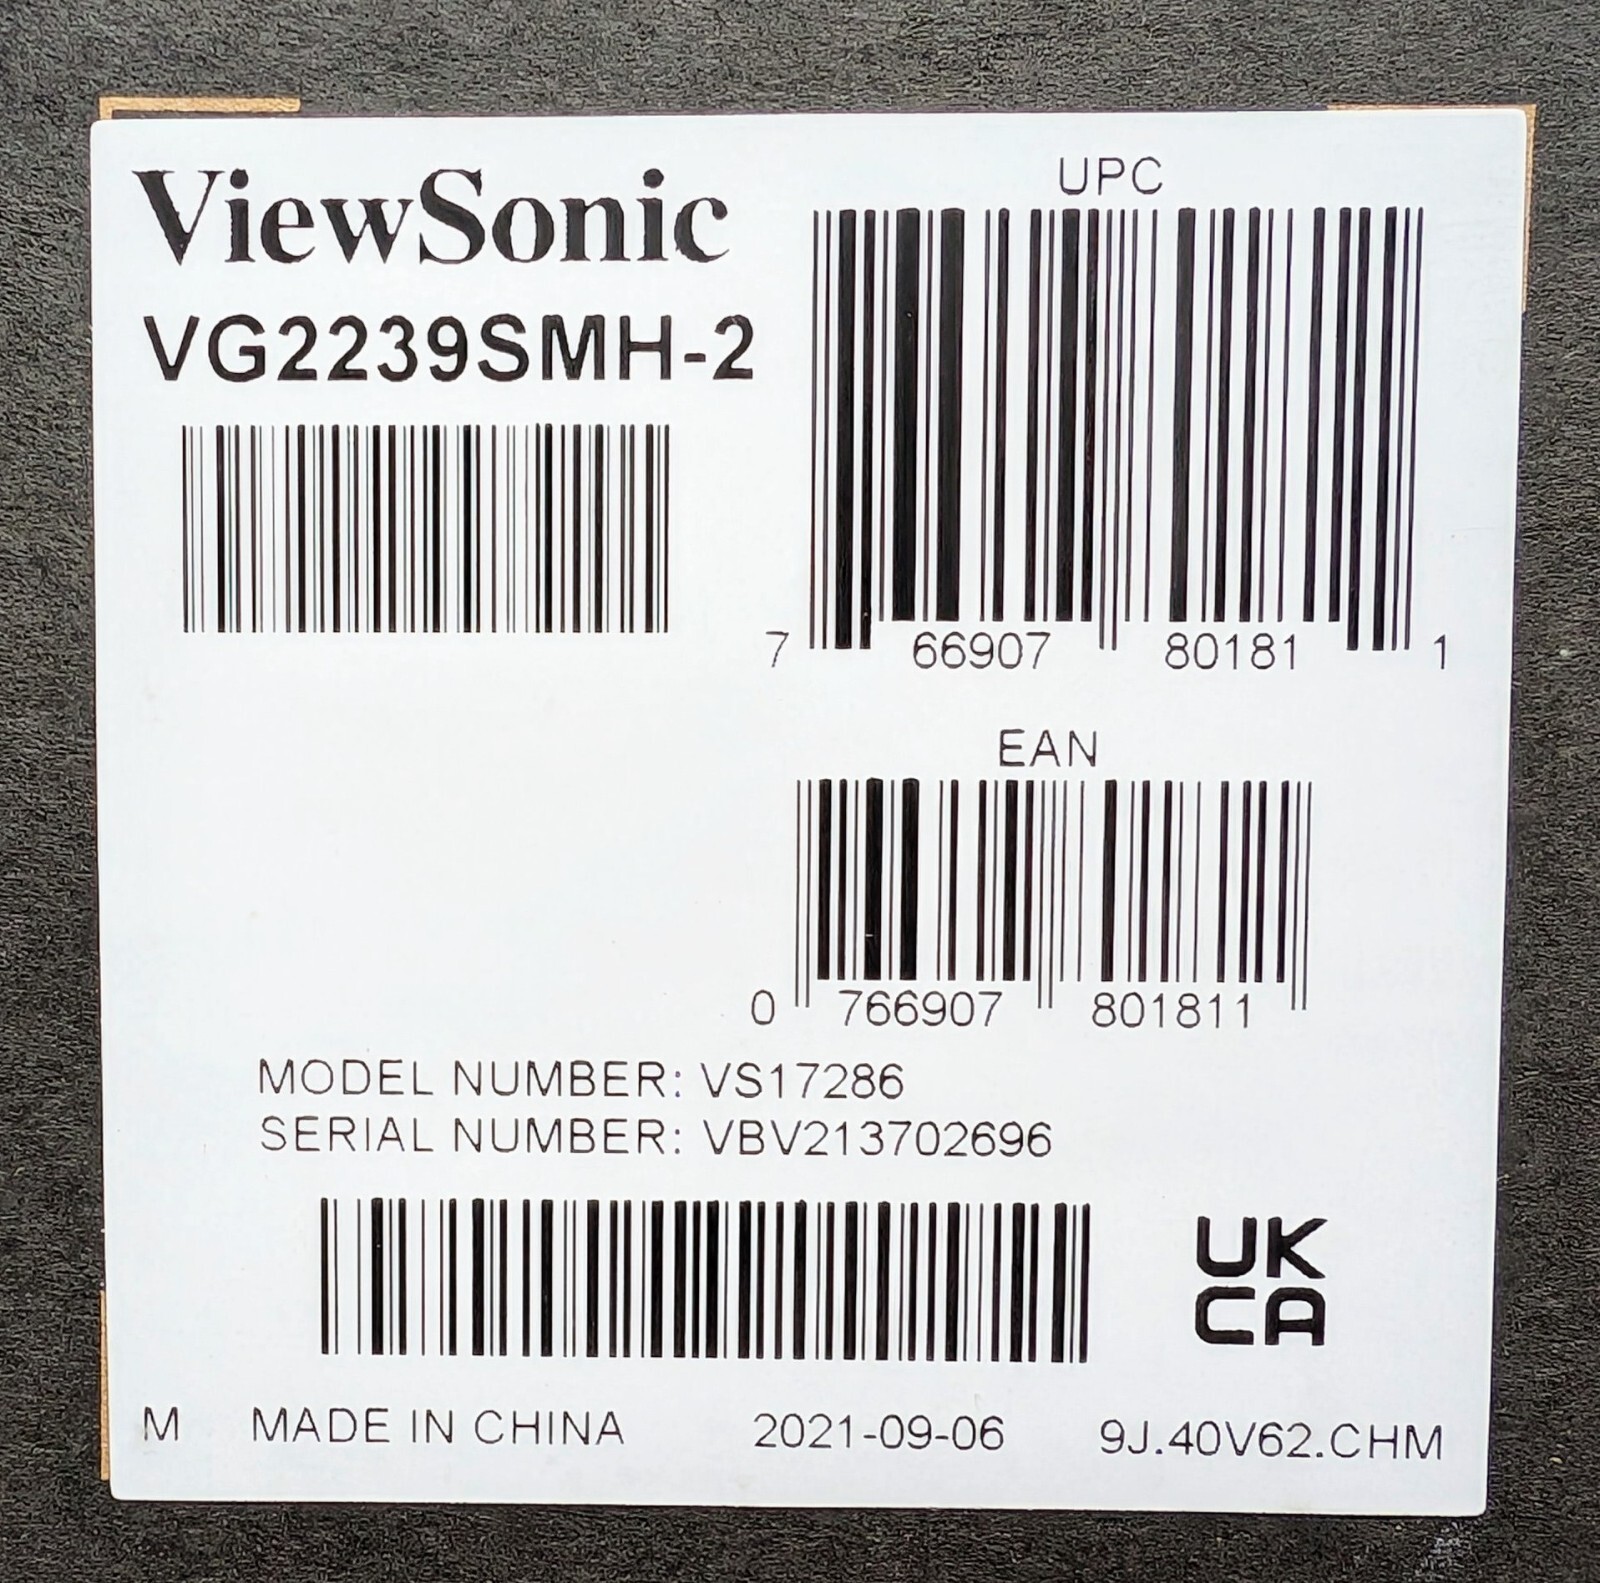 ViewSonic
VG2239SMH-2
UPC
7 66907 80181 1
EAN
0 766907 801811
MODEL NUMBER: VS17286
SERIAL NUMBER: VBV213702696
UK
CA
M MADE IN CHINA 2021-09-06 9J.40V62.CHM